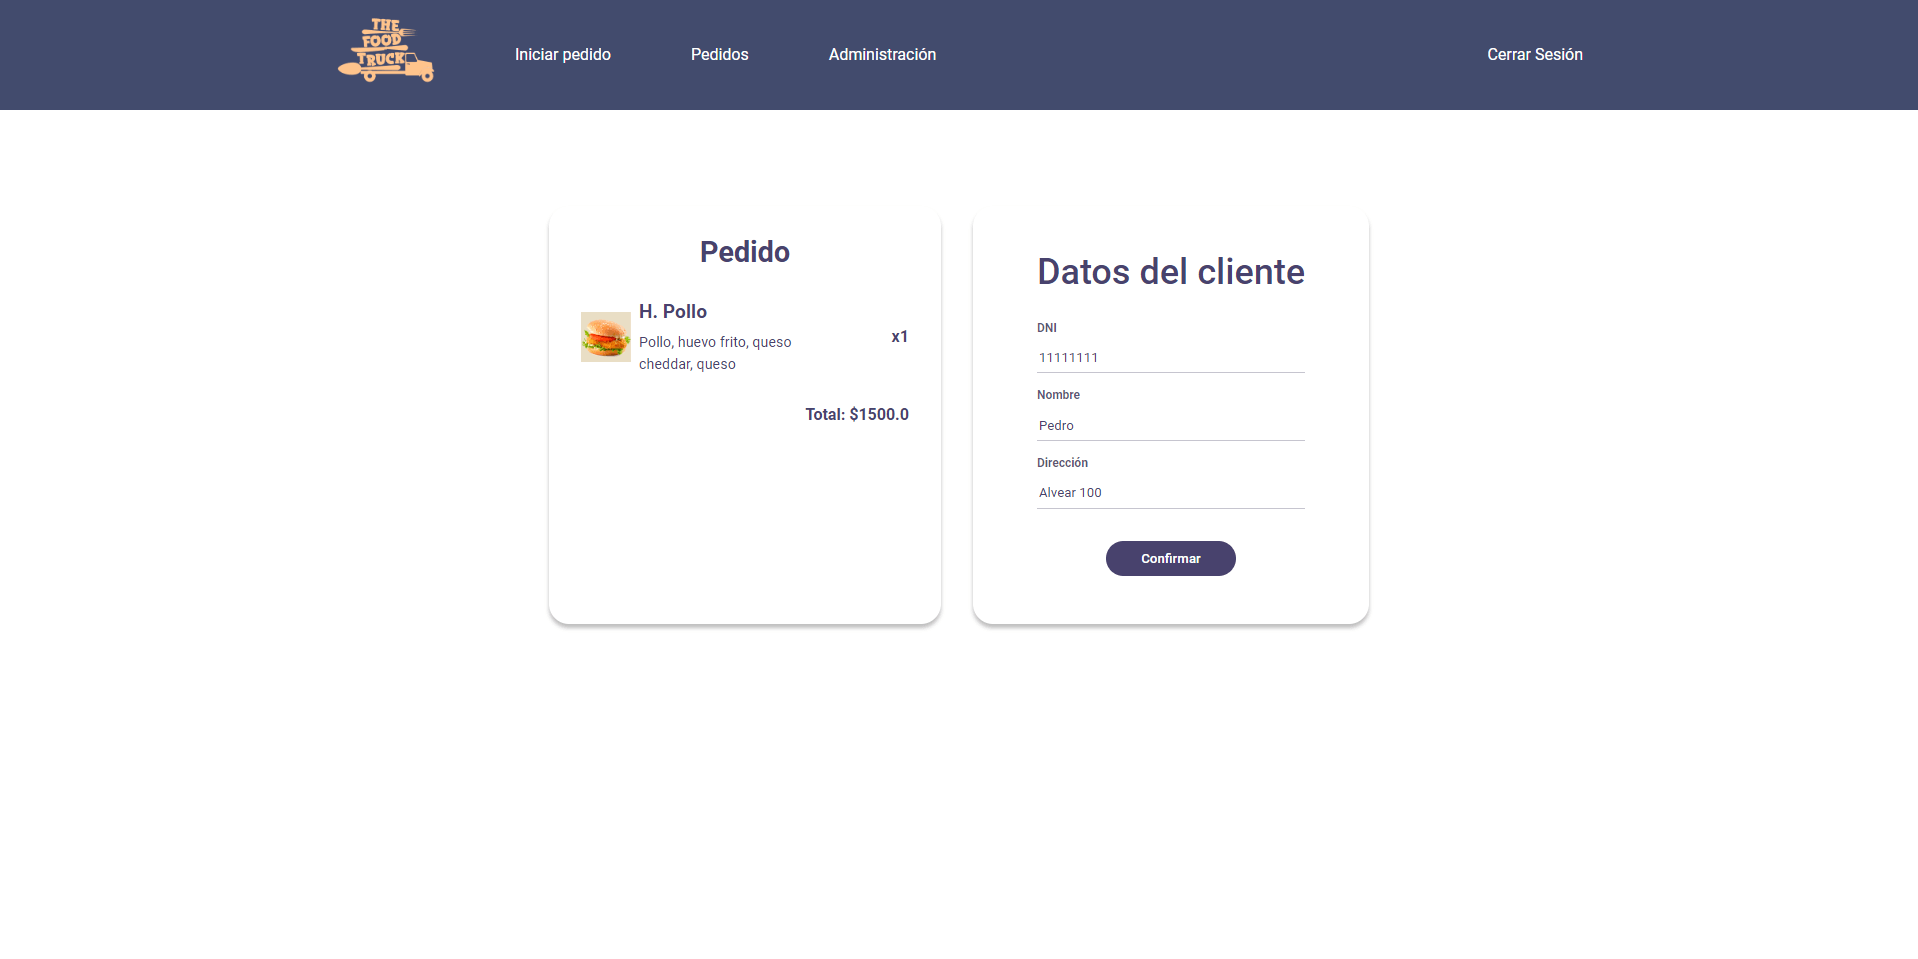 THE
FOOD
TRUCK
Iniciar pedido
Pedidos
Administración
Cerrar Sesión
Pedido
H. Pollo
Pollo, huevo frito, queso
cheddar, queso
x1
Total: $1500.0
Datos del cliente
DNI
11111111
Nombre
Pedro
Dirección
Alvear 100
Confirmar